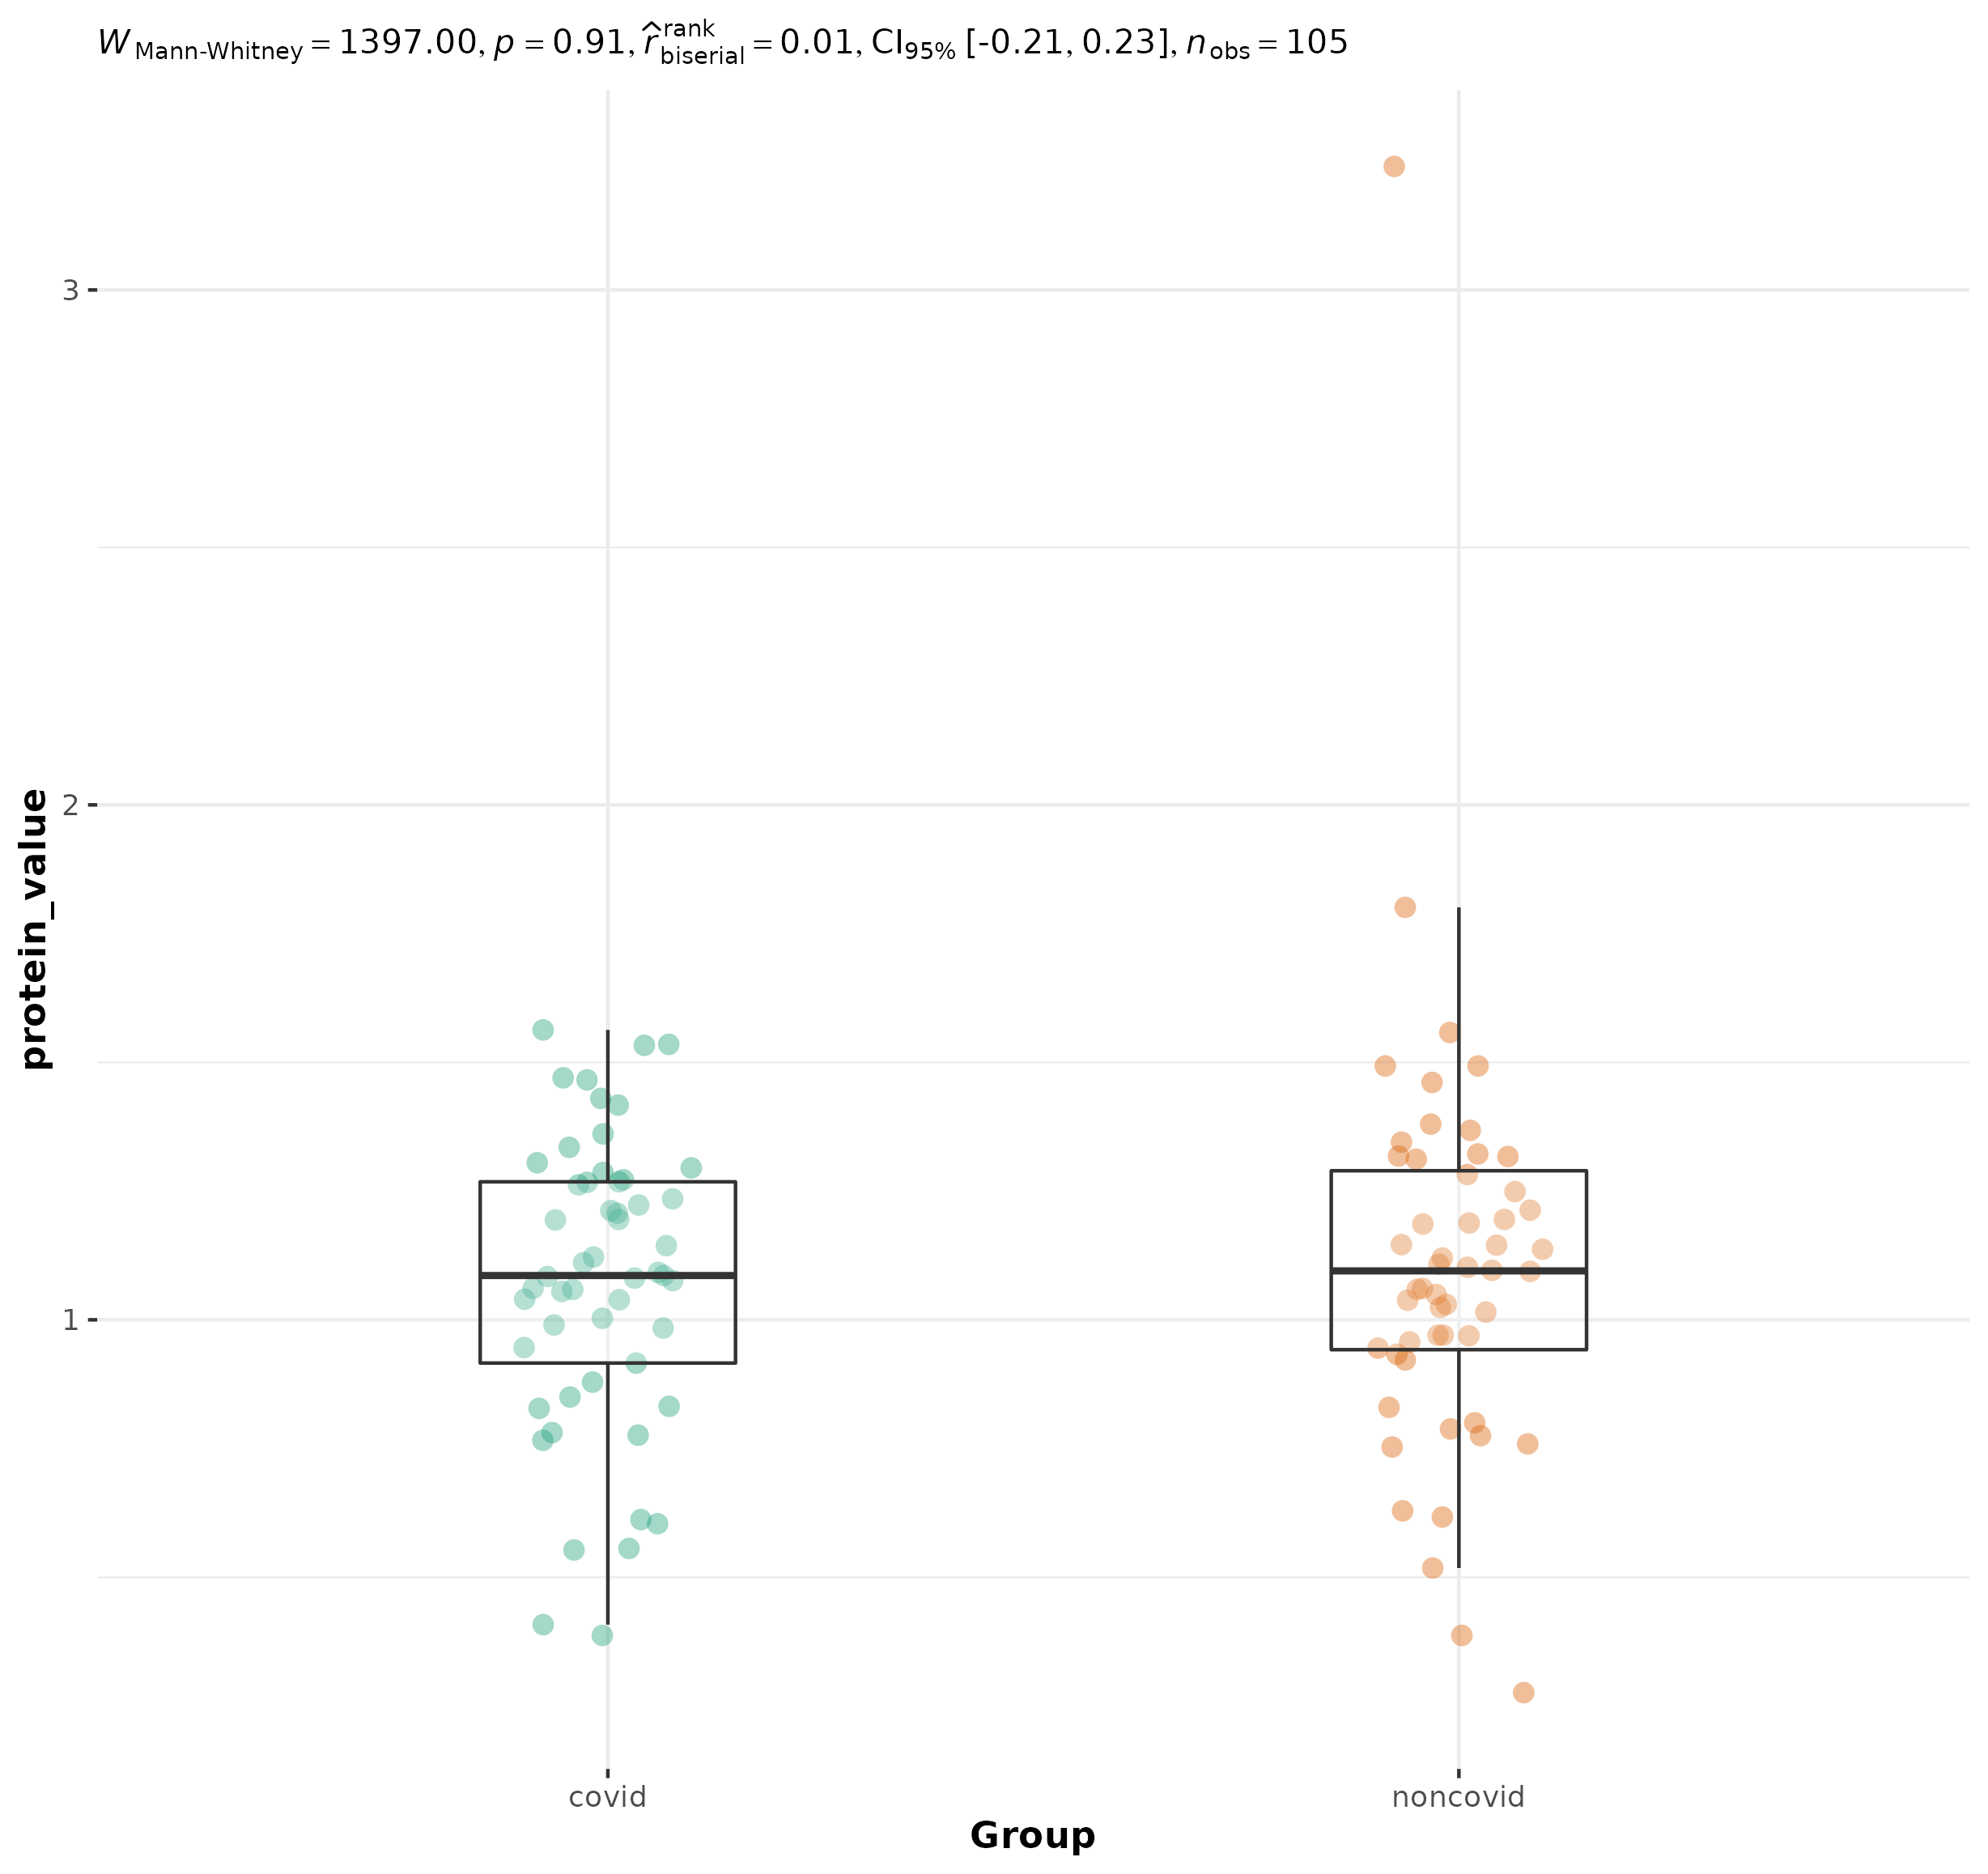 W Mann-Whitney = 1397.00, p = 0.91, r̂ rank biserial = 0.01, CI95% [-0.21, 0.23], nobs = 105
3
2
1
protein_value
covid noncovid
Group